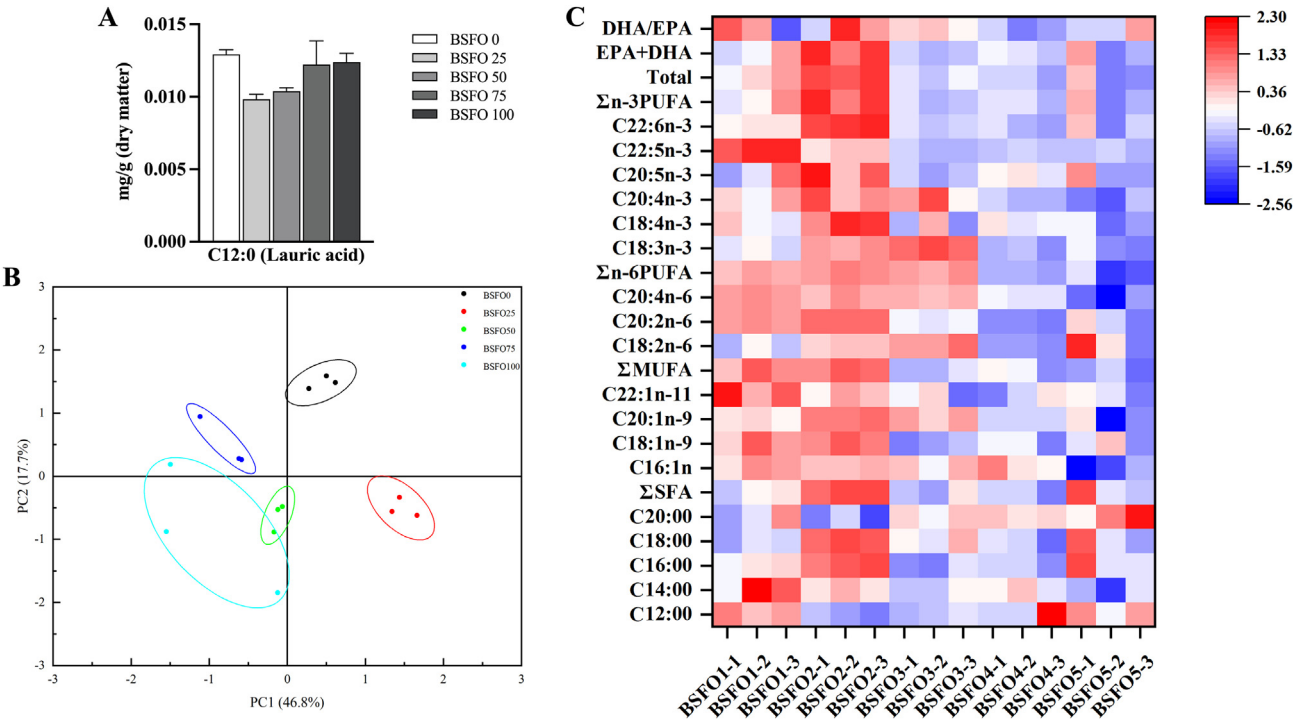 A
mg/g (dry matter)
0.015
0.010
0.005
0.000
C12:0 (Lauric acid)
BSFO 0
BSFO 25
BSFO 50
BSFO 75
BSFO 100
B
PC2 (17.7%)
3
2
1
0
-1
-2
-3
-3
-2
-1
0
1
2
3
PC1 (46.8%)
BSFO0
BSFO25
BSFO50
BSFO75
BSFO100
C
DHA/EPA
EPA+DHA
Total
Σn-3PUFA
C22:6n-3
C22:5n-3
C20:5n-3
C20:4n-3
C18:4n-3
C18:3n-3
Σn-6PUFA
C20:4n-6
C20:2n-6
C18:2n-6
ΣMUFA
C22:1n-11
C20:1n-9
C18:1n-9
C16:1n
ΣSFA
C20:00
C18:00
C16:00
C14:00
C12:00
BSFO1-1
BSFO1-2
BSFO1-3
BSFO2-1
BSFO2-2
BSFO2-3
BSFO3-1
BSFO3-2
BSFO3-3
BSFO4-1
BSFO4-2
BSFO4-3
BSFO5-1
BSFO5-2
BSFO5-3
2.30
1.33
0.36
-0.62
-1.59
-2.56